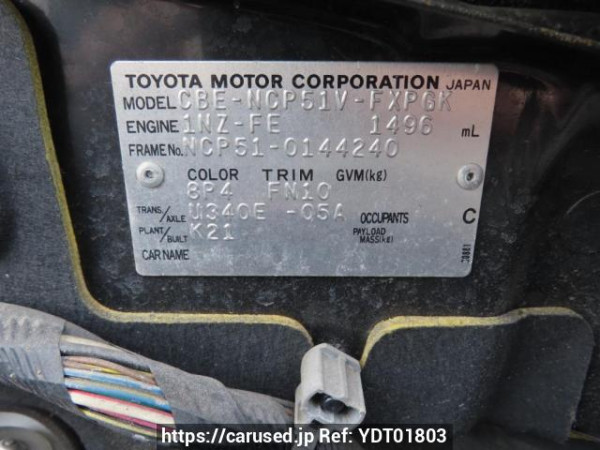 TOYOTA MOTOR CORPORATION JAPAN
MODEL CBE-NCP51V-FXPGK
ENGINE 1NZ-FE 1496 mL
FRAME No. NCP51-0144240
COLOR TRIM GVM(kg)
8P4 FN10
TRANS./AXLE U340E -05A OCCUPANTS C
PLANT/BUILT K21 PAYLOAD MASS(kg)
CAR NAME
https://carused.jp Ref: YDT01803